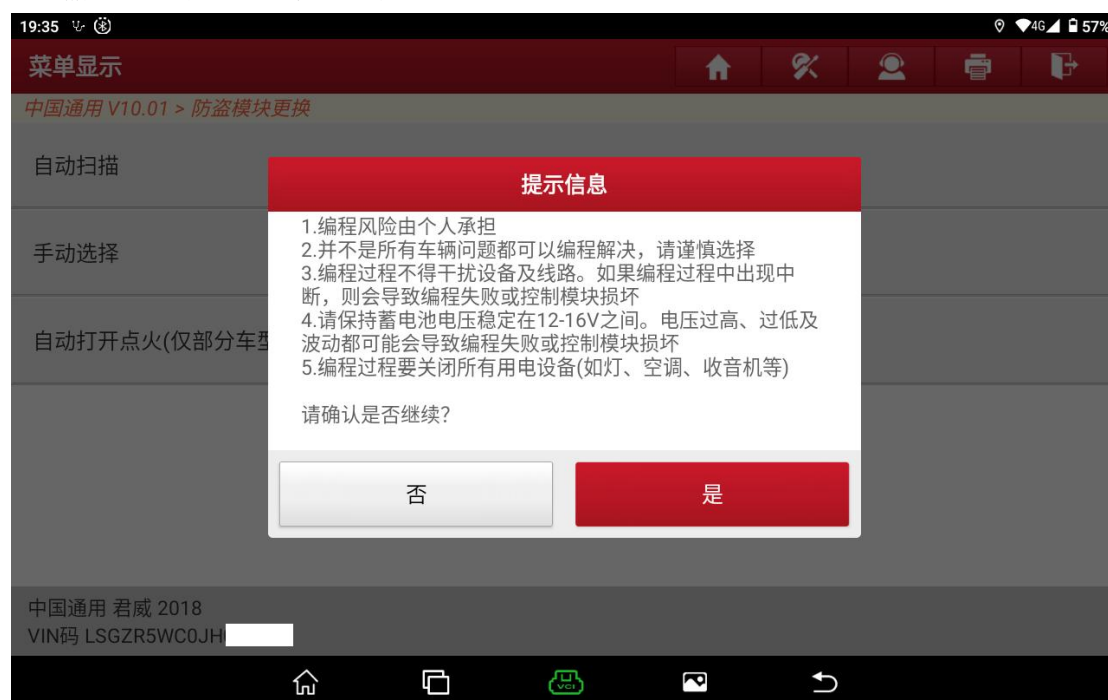 19:35
4G 57%
菜单显示
中国通用 V10.01 > 防盗模块更换
自动扫描
手动选择
自动打开点火(仅部分车型
提示信息
1.编程风险由个人承担
2.并不是所有车辆问题都可以编程解决，请谨慎选择
3.编程过程不得干扰设备及线路。如果编程过程中出现中
断，则会导致编程失败或控制模块损坏
4.请保持蓄电池电压稳定在12-16V之间。电压过高、过低及
波动都可能会导致编程失败或控制模块损坏
5.编程过程要关闭所有用电设备(如灯、空调、收音机等)
请确认是否继续？
否
是
中国通用 君威 2018
VIN码 LSGZR5WC0JH
VCI